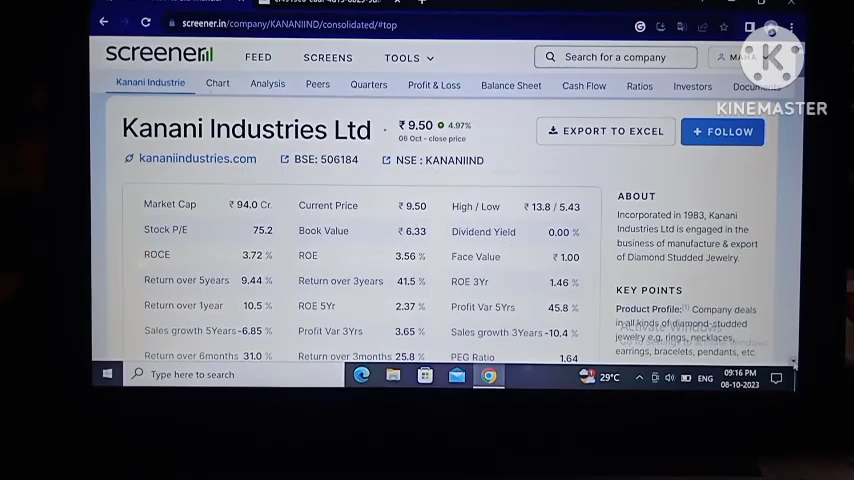 screener.in/company/KANANIIND/consolidated/#top
screener
FEED SCREENS TOOLS
Search for a company
KINEMASTER
Kanani Industrie Chart Analysis Peers Quarters Profit & Loss Balance Sheet Cash Flow Ratios Investors Documents
Kanani Industries Ltd
₹ 9.50 4.97%
06 Oct - close price
EXPORT TO EXCEL
+ FOLLOW
kananiindustries.com BSE: 506184 NSE : KANANIIND
Market Cap ₹ 94.0 Cr. Current Price ₹ 9.50 High / Low ₹ 13.8 / 5.43
Stock P/E 75.2 Book Value ₹ 6.33 Dividend Yield 0.00 %
ROCE 3.72 % ROE 3.56 % Face Value ₹ 1.00
Return over 5years 9.44 % Return over 3years 41.5 % ROE 3Yr 1.46 %
Return over 1year 10.5 % ROE 5Yr 2.37 % Profit Var 5Yrs 45.8 %
Sales growth 5Years -6.85 % Profit Var 3Yrs 3.65 % Sales growth 3Years -10.4 %
Return over 6months 31.0 % Return over 3months 25.8 % PEG Ratio 1.64
ABOUT
Incorporated in 1983, Kanani
Industries Ltd is engaged in the
business of manufacture & export
of Diamond Studded Jewelry.
KEY POINTS
Product Profile:[1] Company deals
in all kinds of diamond-studded
jewelry e.g. rings, necklaces,
earrings, bracelets, pendants, etc.
Activate Windows
Type here to search
29°C
ENG
09:16 PM
08-10-2023